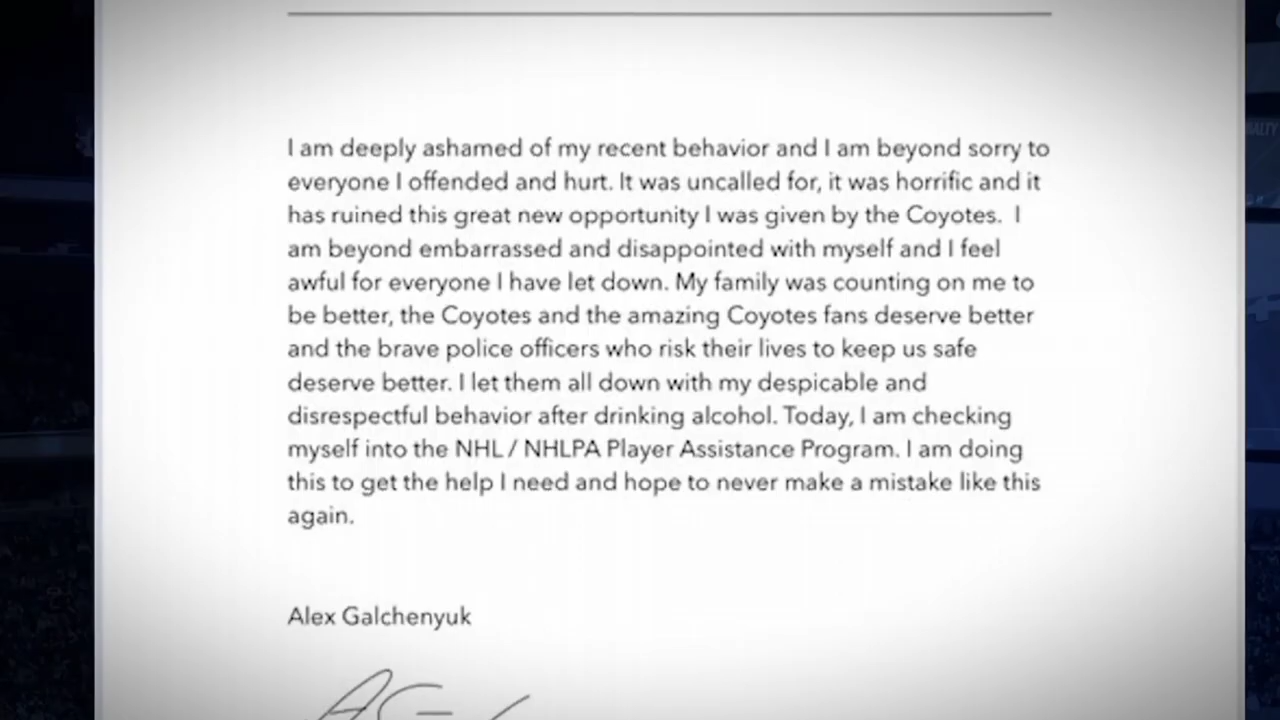 I am deeply ashamed of my recent behavior and I am beyond sorry to
everyone I offended and hurt. It was uncalled for, it was horrific and it
has ruined this great new opportunity I was given by the Coyotes.  I
am beyond embarrassed and disappointed with myself and I feel
awful for everyone I have let down. My family was counting on me to
be better, the Coyotes and the amazing Coyotes fans deserve better
and the brave police officers who risk their lives to keep us safe
deserve better. I let them all down with my despicable and
disrespectful behavior after drinking alcohol. Today, I am checking
myself into the NHL / NHLPA Player Assistance Program. I am doing
this to get the help I need and hope to never make a mistake like this
again.
Alex Galchenyuk